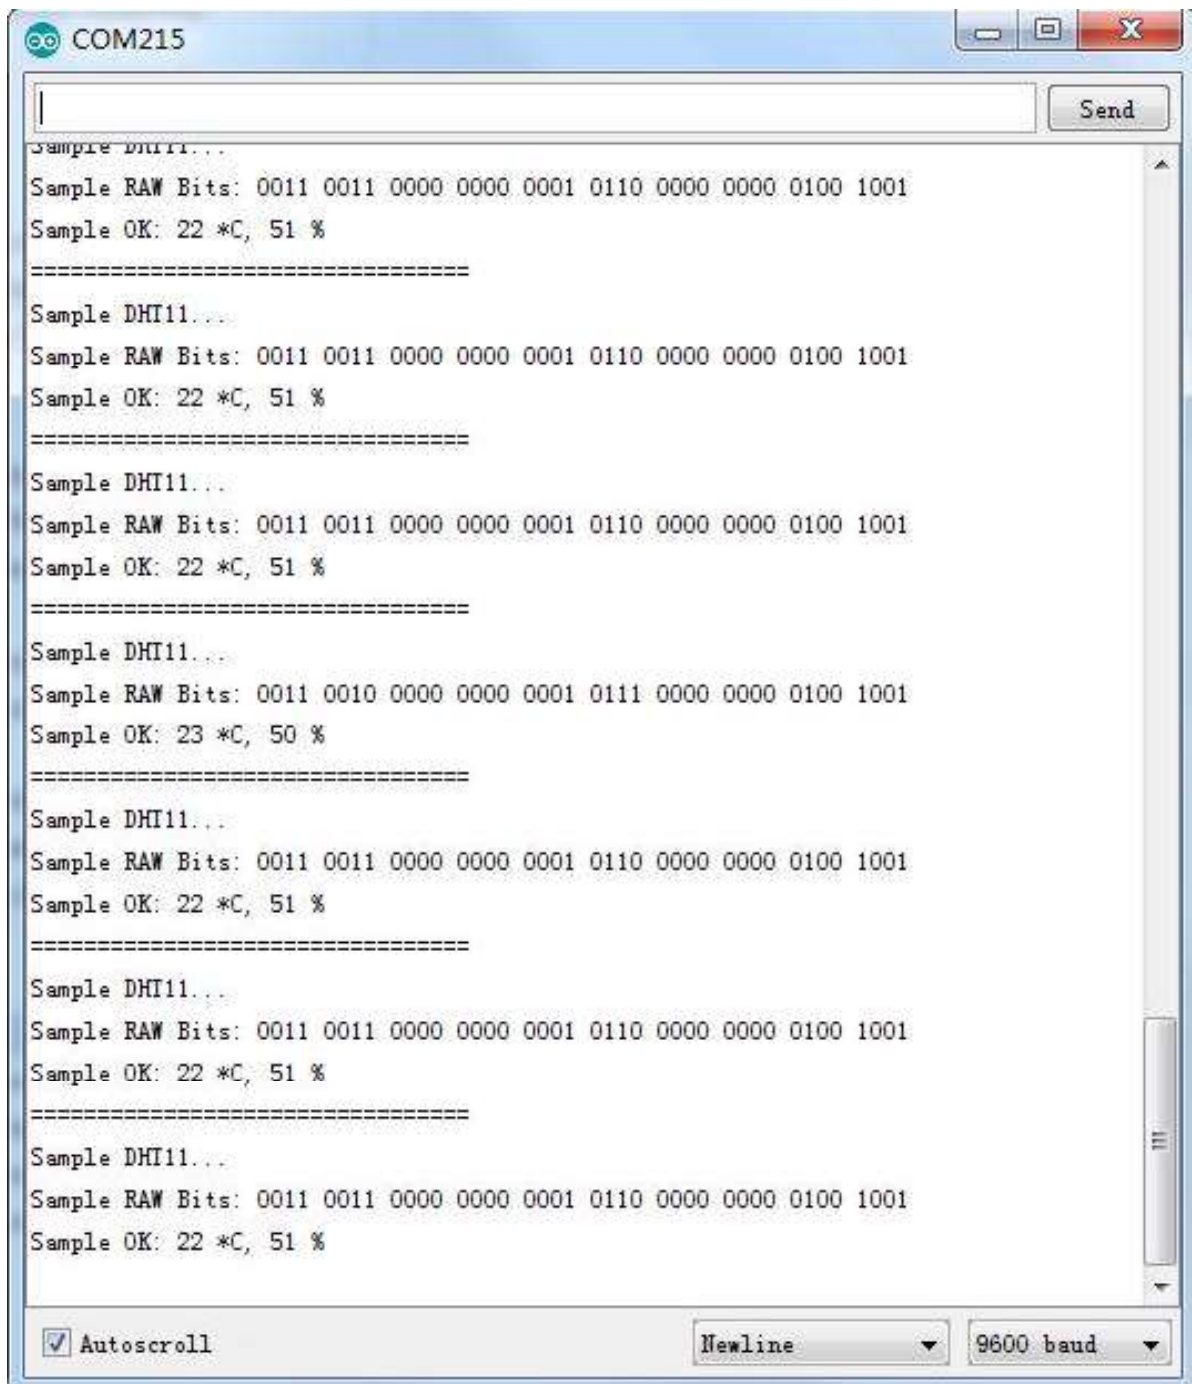 COM215
Send
Sample DHT11...
Sample RAW Bits: 0011 0011 0000 0000 0001 0110 0000 0000 0100 1001
Sample OK: 22 *C, 51 %
=================================
Sample DHT11...
Sample RAW Bits: 0011 0011 0000 0000 0001 0110 0000 0000 0100 1001
Sample OK: 22 *C, 51 %
=================================
Sample DHT11...
Sample RAW Bits: 0011 0011 0000 0000 0001 0110 0000 0000 0100 1001
Sample OK: 22 *C, 51 %
=================================
Sample DHT11...
Sample RAW Bits: 0011 0010 0000 0000 0001 0111 0000 0000 0100 1001
Sample OK: 23 *C, 50 %
=================================
Sample DHT11...
Sample RAW Bits: 0011 0011 0000 0000 0001 0110 0000 0000 0100 1001
Sample OK: 22 *C, 51 %
=================================
Sample DHT11...
Sample RAW Bits: 0011 0011 0000 0000 0001 0110 0000 0000 0100 1001
Sample OK: 22 *C, 51 %
=================================
Sample DHT11...
Sample RAW Bits: 0011 0011 0000 0000 0001 0110 0000 0000 0100 1001
Sample OK: 22 *C, 51 %
Autoscroll
Newline
9600 baud